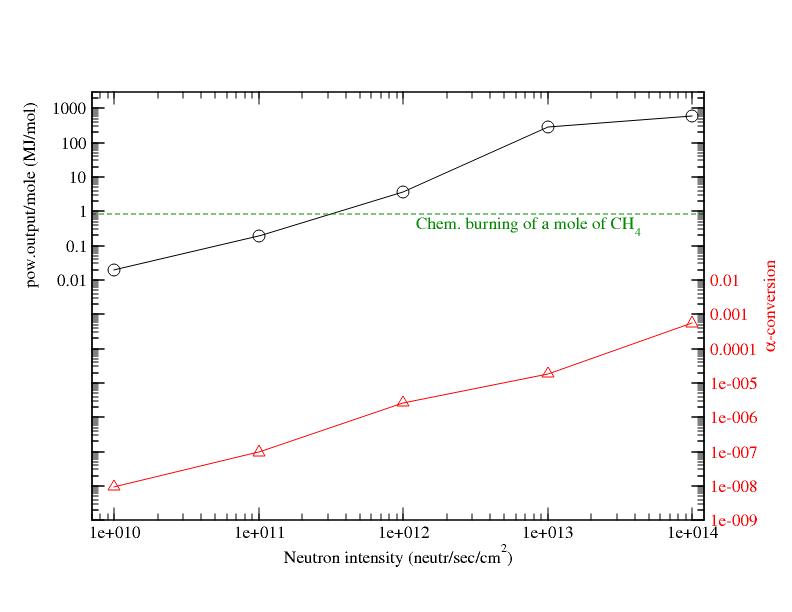 pow.output/mole (MJ/mol)
1000
100
10
1
0.1
0.01
Chem. burning of a mole of CH4
0.01
0.001
0.0001
1e-005
1e-006
1e-007
1e-008
1e-009
α-conversion
1e+010 1e+011 1e+012 1e+013 1e+014
Neutron intensity (neutr/sec/cm²)